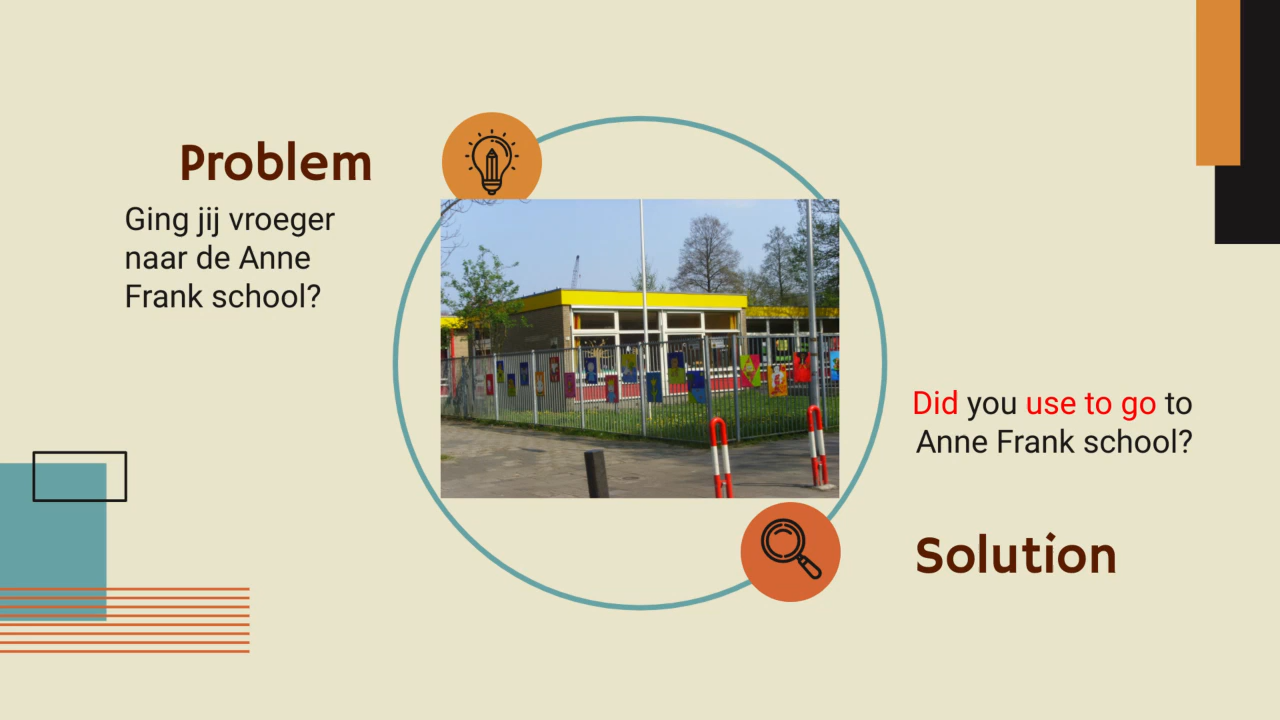 Problem
Ging jij vroeger
naar de Anne
Frank school?
Did you use to go to
Anne Frank school?
Solution